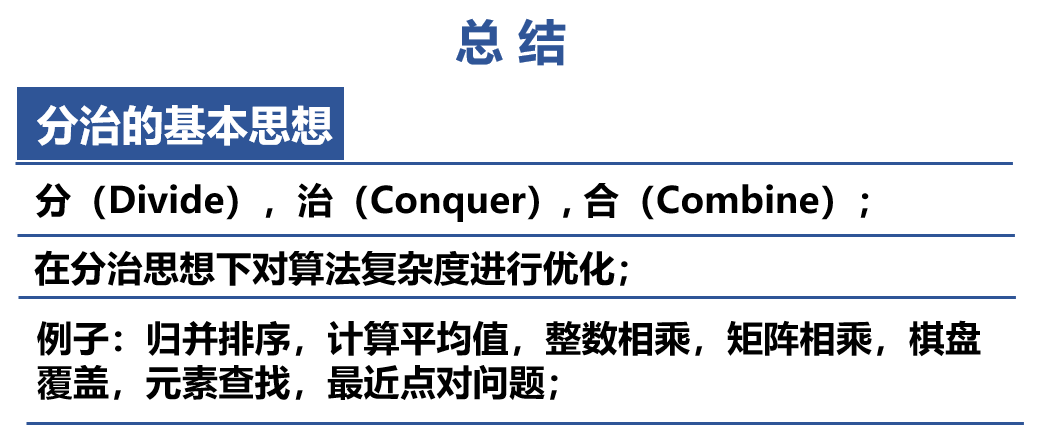 总 结
分治的基本思想
分（Divide），治（Conquer）, 合（Combine）；
在分治思想下对算法复杂度进行优化；
例子：归并排序，计算平均值，整数相乘，矩阵相乘，棋盘
覆盖，元素查找，最近点对问题；